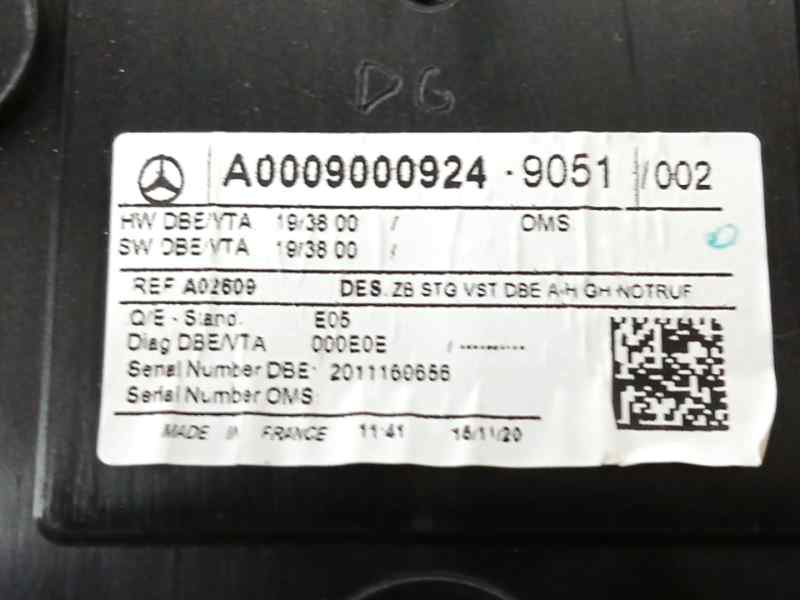 DG
A0009000924 - 9051 /002
HW DBE/VTA 19/38 00 / OMS
SW DBE/VTA 19/38 00 /
REF A02609 DES. ZB STG VST DBE A-H GH NOTRUF
Q/E - Stand. E05
Diag DBE/VTA 000E0E / ----------
Serial Number DBE: 2011160656
Serial Number OMS:
MADE IN FRANCE 11:41 16/11/20